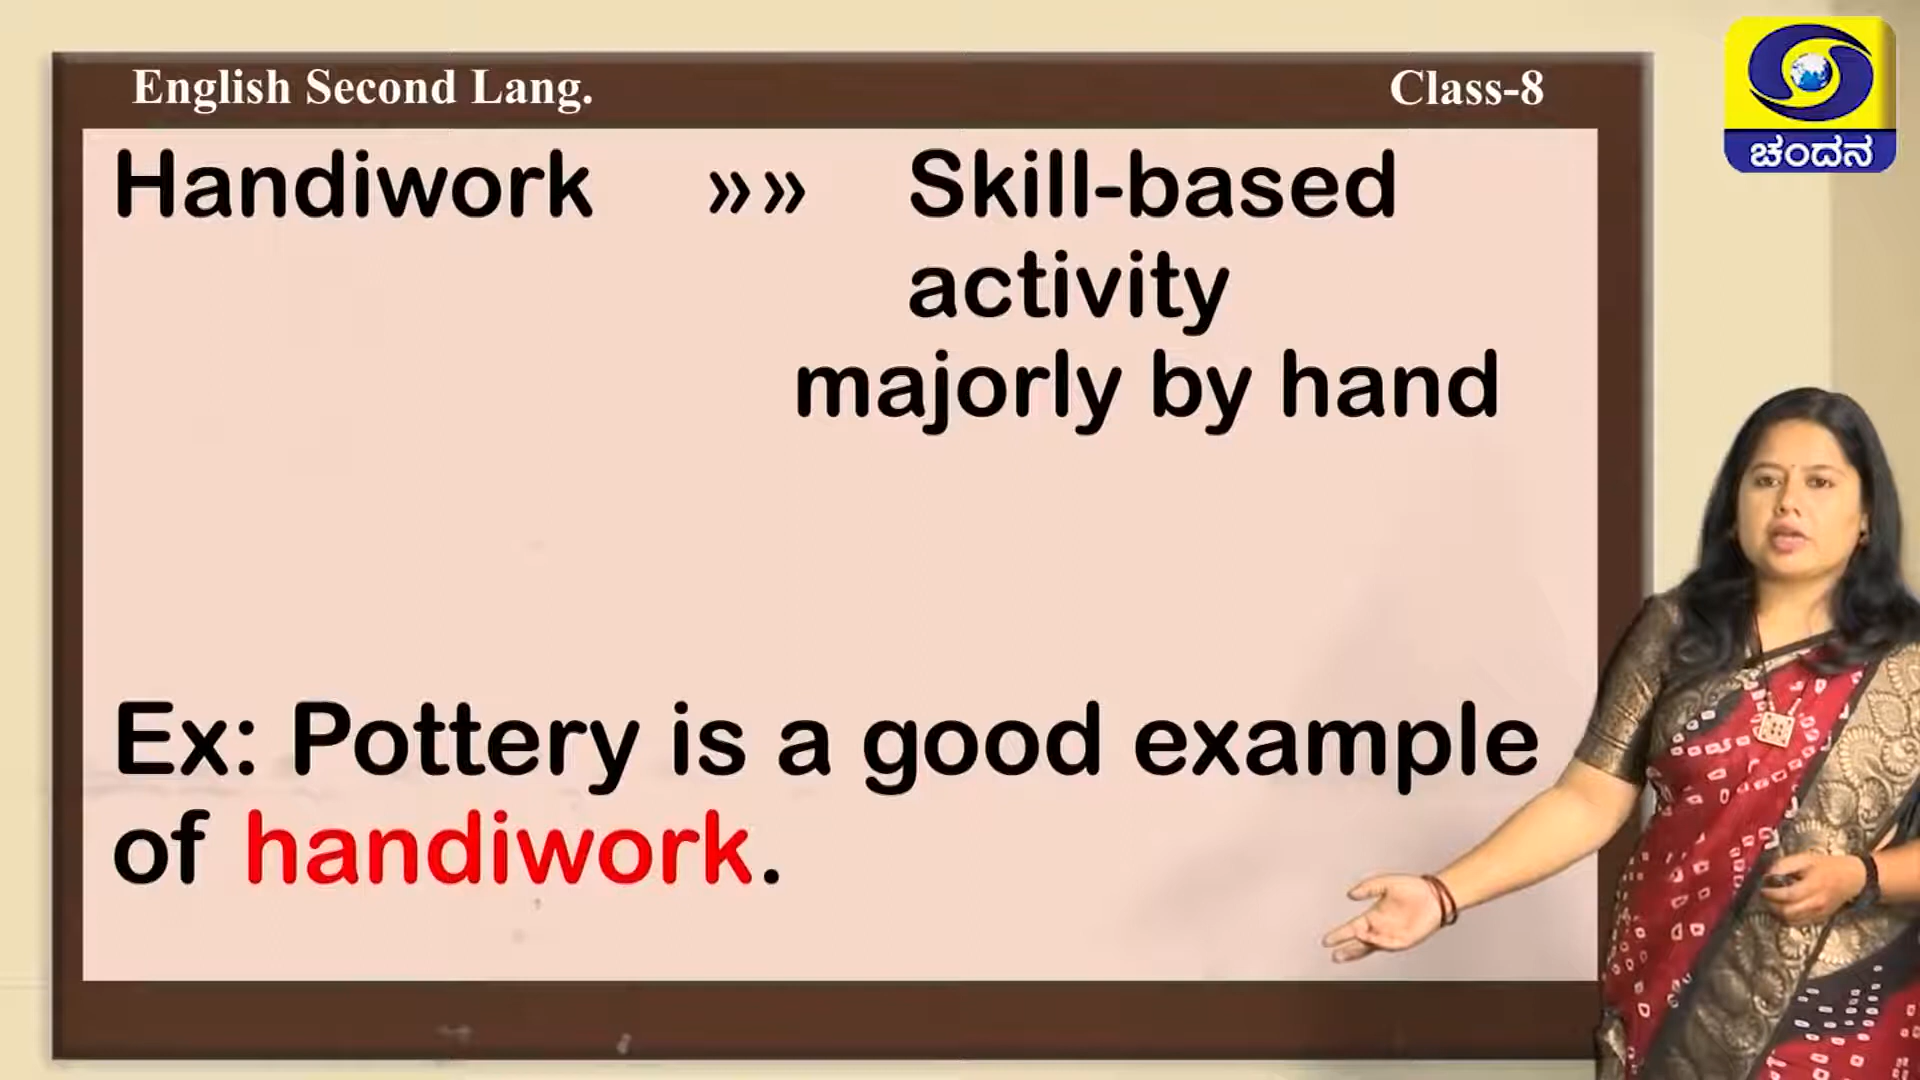 English Second Lang. Class-8
ಚಂದನ
Handiwork »» Skill-based
activity
majorly by hand
Ex: Pottery is a good example
of handiwork.